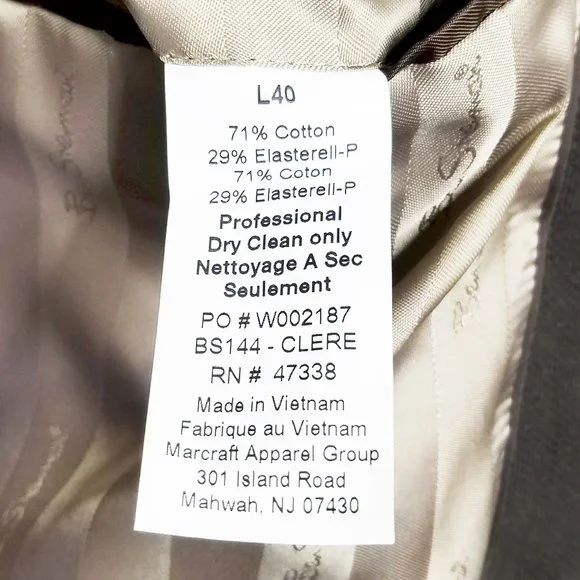 L40
71% Cotton
29% Elasterell-P
71% Coton
29% Elasterell-P
Professional
Dry Clean only
Nettoyage A Sec
Seulement
PO # W002187
BS144 - CLERE
RN # 47338
Made in Vietnam
Fabrique au Vietnam
Marcraft Apparel Group
301 Island Road
Mahwah, NJ 07430